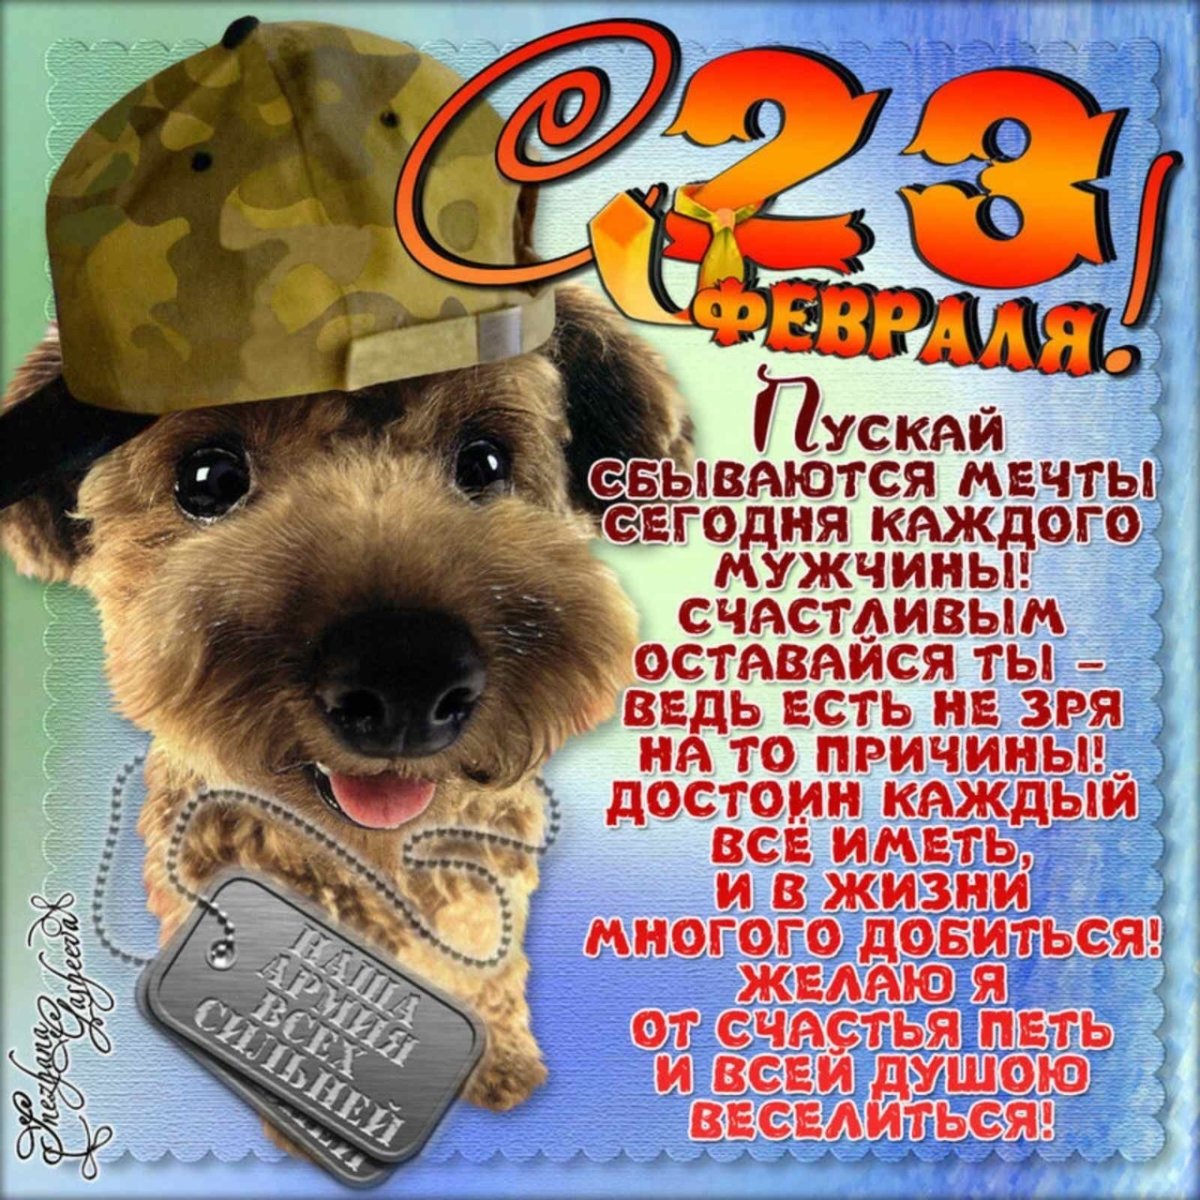 С 23
ФЕВРАЛЯ!
Пускай
сбываются мечты
сегодня каждого
мужчины!
Счастливым
оставайся ты –
ведь есть не зря
на то причины!
Достоин каждый
всё иметь,
и в жизни
многого добиться!
Желаю я
от счастья петь
и всей душою
веселиться!
НАША
АРМИЯ
ВСЕХ
СИЛЬНЕЙ